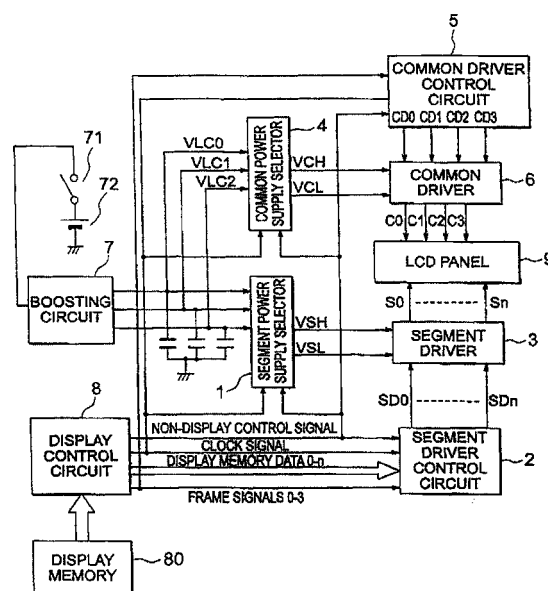 5
COMMON DRIVER
CONTROL
CIRCUIT
CD0 CD1 CD2 CD3
4
VLC0
VLC1
VLC2
COMMON POWER
SUPPLY SELECTOR
VCH
VCL
COMMON
DRIVER
6
C0 C1 C2 C3
71
72
LCD PANEL
9
7
BOOSTING
CIRCUIT
S0 Sn
SEGMENT POWER
SUPPLY SELECTOR
1
VSH
VSL
SEGMENT
DRIVER
3
SD0 SDn
8
DISPLAY
CONTROL
CIRCUIT
NON-DISPLAY CONTROL SIGNAL
CLOCK SIGNAL
DISPLAY MEMORY DATA 0-n
FRAME SIGNALS 0-3
SEGMENT
DRIVER
CONTROL
CIRCUIT
2
DISPLAY
MEMORY
80